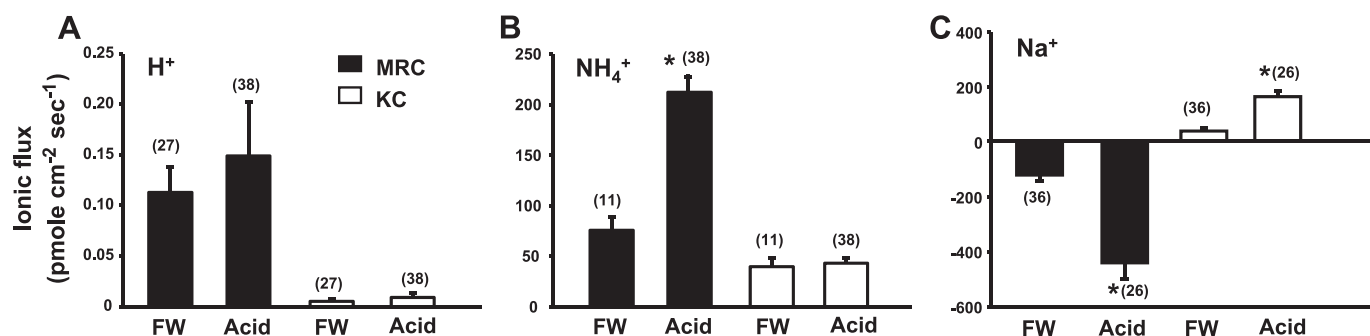 Ionic flux
(pmole cm⁻² sec⁻¹)
A
H⁺
MRC
KC
0.25
0.20
0.15
0.10
0.05
0
(27)
(38)
(27)
(38)
FW Acid FW Acid
B
NH₄⁺
250
200
150
100
50
0
(11)
* (38)
(11)
(38)
FW Acid FW Acid
C
Na⁺
400
200
0
-200
-400
-600
(36)
*(26)
(36)
*(26)
FW Acid FW Acid